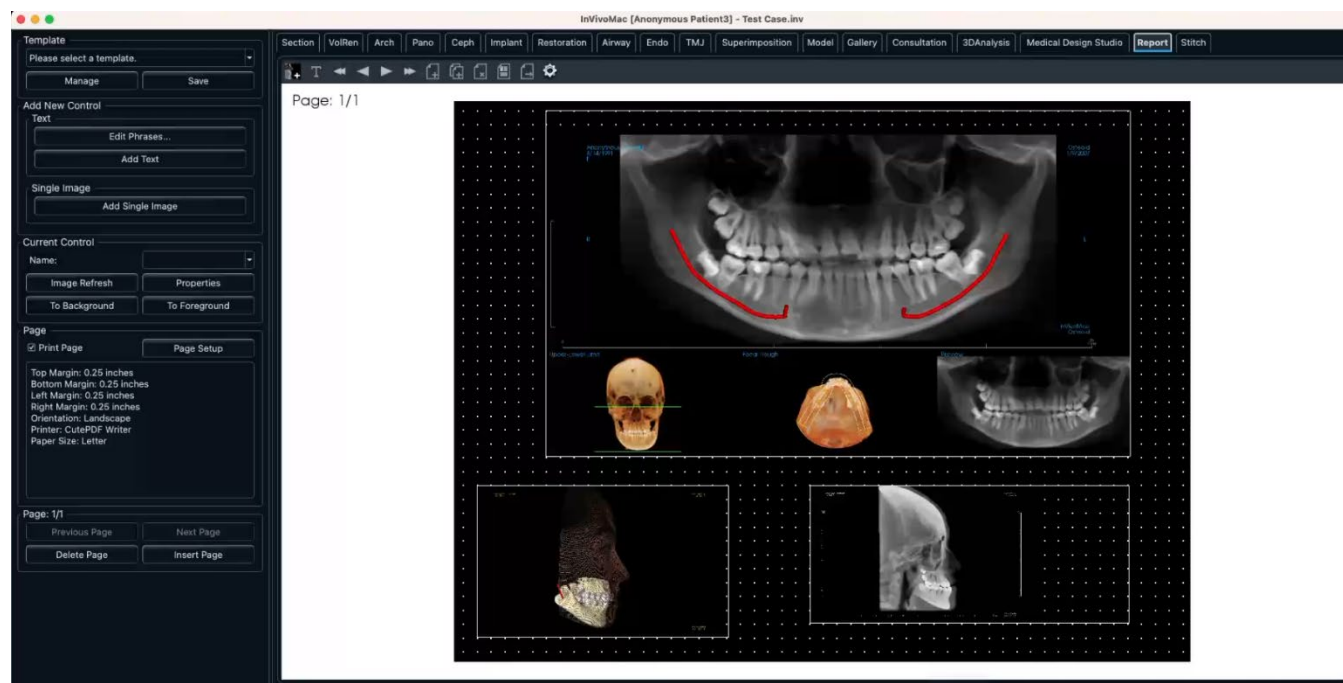 InVivoMac [Anonymous Patient3] - Test Case.inv
Template
Please select a template.
Manage Save
Add New Control
Text
Edit Phrases...
Add Text
Single Image
Add Single Image
Current Control
Name:
Image Refresh Properties
To Background To Foreground
Page
Print Page Page Setup
Top Margin: 0.25 inches
Bottom Margin: 0.25 inches
Left Margin: 0.25 inches
Right Margin: 0.25 inches
Orientation: Landscape
Printer: CutePDF Writer
Paper Size: Letter
Page: 1/1
Previous Page Next Page
Delete Page Insert Page
Section VolRen Arch Pano Ceph Implant Restoration Airway Endo TMJ Superimposition Model Gallery Consultation 3DAnalysis Medical Design Studio Report Stitch
T
Page: 1/1